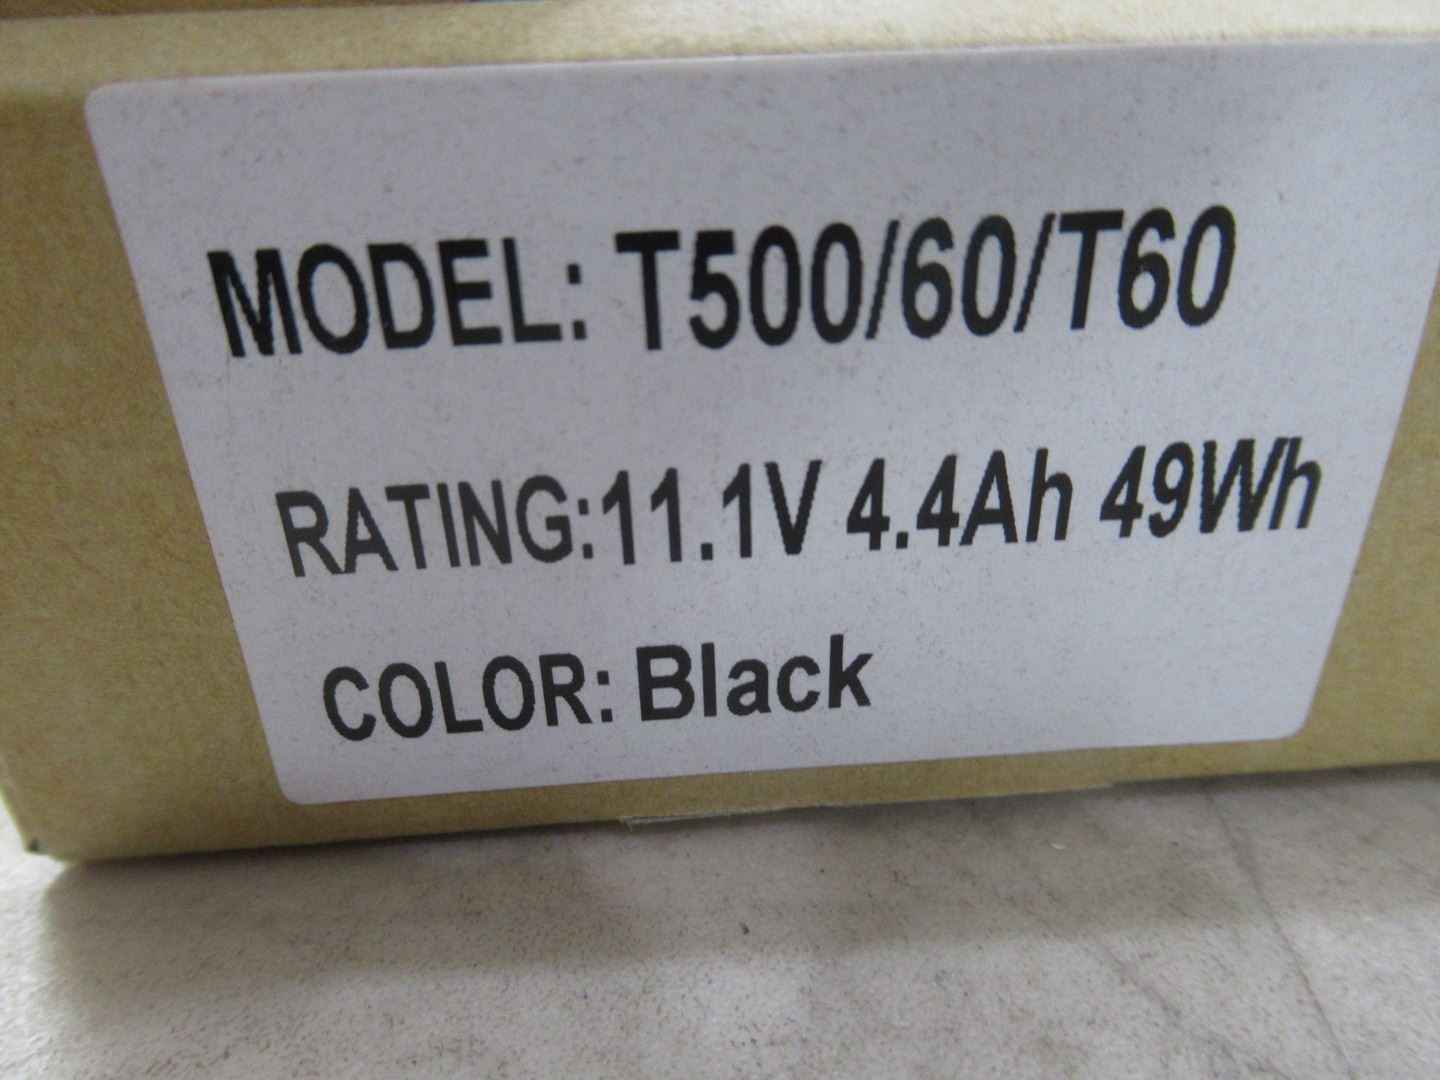 MODEL: T500/60/T60
RATING:11.1V 4.4Ah 49Wh
COLOR: Black